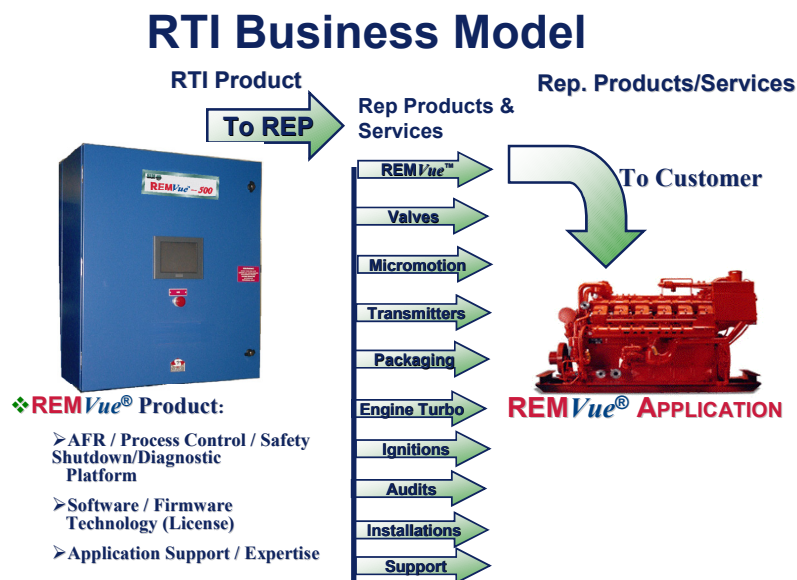 RTI Business Model
RTI Product
To REP
Rep Products &
Services
Rep. Products/Services
To Customer
REMVue 500
REMVue™
Valves
Micromotion
Transmitters
Packaging
Engine Turbo
Ignitions
Audits
Installations
Support
❖REMVue® Product:
➢AFR / Process Control / Safety
Shutdown/Diagnostic
Platform
➢Software / Firmware
Technology (License)
➢Application Support / Expertise
REMVue® APPLICATION